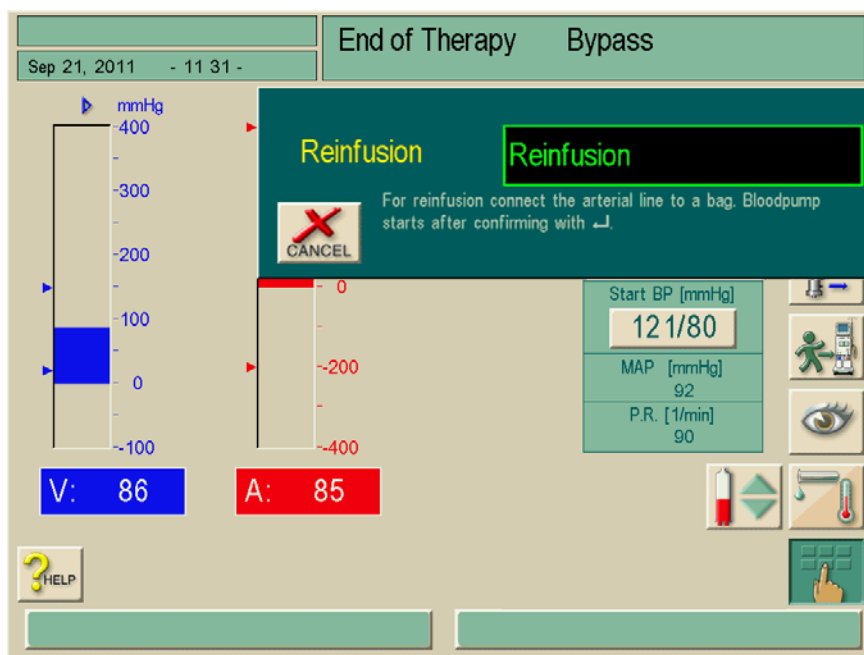 End of Therapy Bypass
Sep 21, 2011 - 11 31 -
mmHg
400
300
200
100
0
-100
V: 86
0
-200
-400
A: 85
Reinfusion
Reinfusion
For reinfusion connect the arterial line to a bag. Bloodpump
starts after confirming with ↵.
CANCEL
Start BP [mmHg]
121/80
MAP [mmHg]
92
P.R. [1/min]
90
HELP